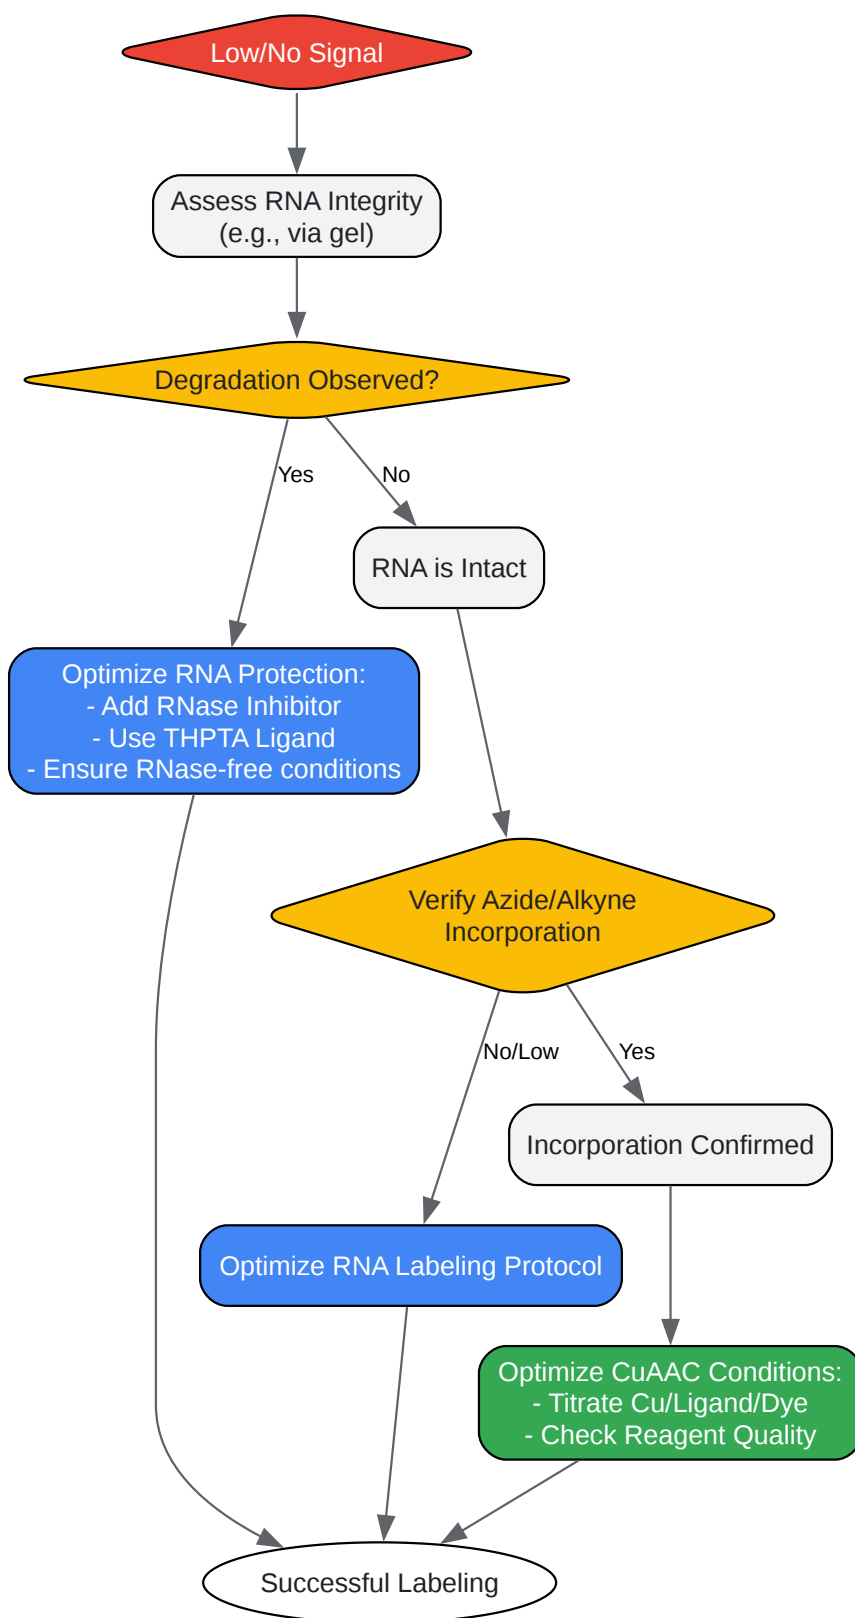 Low/No Signal
Assess RNA Integrity
(e.g., via gel)
Degradation Observed?
Yes
No
RNA is Intact
Optimize RNA Protection:
- Add RNase Inhibitor
- Use THPTA Ligand
- Ensure RNase-free conditions
Verify Azide/Alkyne
Incorporation
No/Low
Yes
Incorporation Confirmed
Optimize RNA Labeling Protocol
Optimize CuAAC Conditions:
- Titrate Cu/Ligand/Dye
- Check Reagent Quality
Successful Labeling